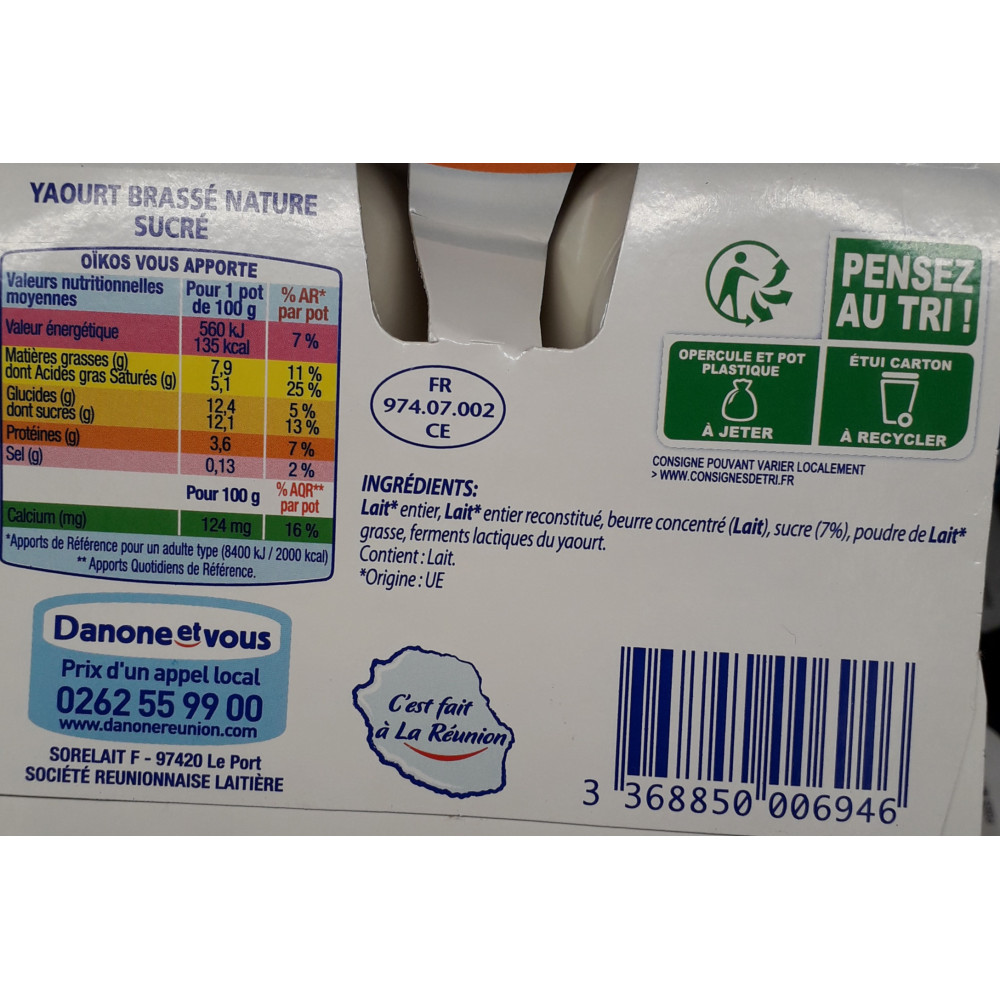 YAOURT BRASSÉ NATURE
SUCRÉ
OÏKOS VOUS APPORTE
Valeurs nutritionnelles
moyennes
Pour 1 pot
de 100 g
% AR*
par pot
Valeur énergétique
560 kJ
135 kcal
7 %
Matières grasses (g)
dont Acides gras Saturés (g)
7,9
5,1
11 %
25 %
Glucides (g)
dont sucres (g)
12,4
12,1
5 %
13 %
Protéines (g)
3,6
7 %
Sel (g)
0,13
2 %
Pour 100 g
% AQR**
par pot
Calcium (mg)
124 mg
16 %
*Apports de Référence pour un adulte type (8400 kJ / 2000 kcal)
** Apports Quotidiens de Référence.
Danone et vous
Prix d'un appel local
0262 55 99 00
www.danonereunion.com
SORELAIT F - 97420 Le Port
SOCIÉTÉ REUNIONNAISE LAITIÈRE
FR
974.07.002
CE
PENSEZ
AU TRI !
OPERCULE ET POT
PLASTIQUE
À JETER
ÉTUI CARTON
À RECYCLER
CONSIGNE POUVANT VARIER LOCALEMENT
> WWW.CONSIGNESDETRI.FR
INGRÉDIENTS:
Lait* entier, Lait* entier reconstitué, beurre concentré (Lait), sucre (7%), poudre de Lait*
grasse, ferments lactiques du yaourt.
Contient : Lait.
*Origine : UE
C'est fait
à La Réunion
3 368850 006946